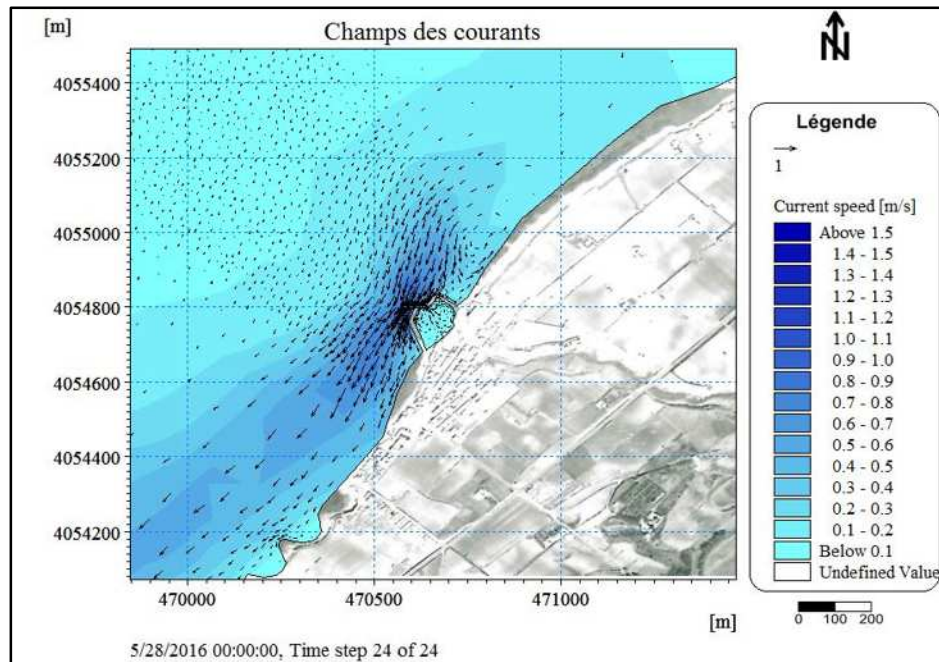 Champs des courants
[m]
N
4055400
4055200
4055000
4054800
4054600
4054400
4054200
470000 470500 471000
[m]
5/28/2016 00:00:00, Time step 24 of 24
Légende
1
Current speed [m/s]
Above 1.5
1.4 - 1.5
1.3 - 1.4
1.2 - 1.3
1.1 - 1.2
1.0 - 1.1
0.9 - 1.0
0.8 - 0.9
0.7 - 0.8
0.6 - 0.7
0.5 - 0.6
0.4 - 0.5
0.3 - 0.4
0.2 - 0.3
0.1 - 0.2
Below 0.1
Undefined Value
0 100 200